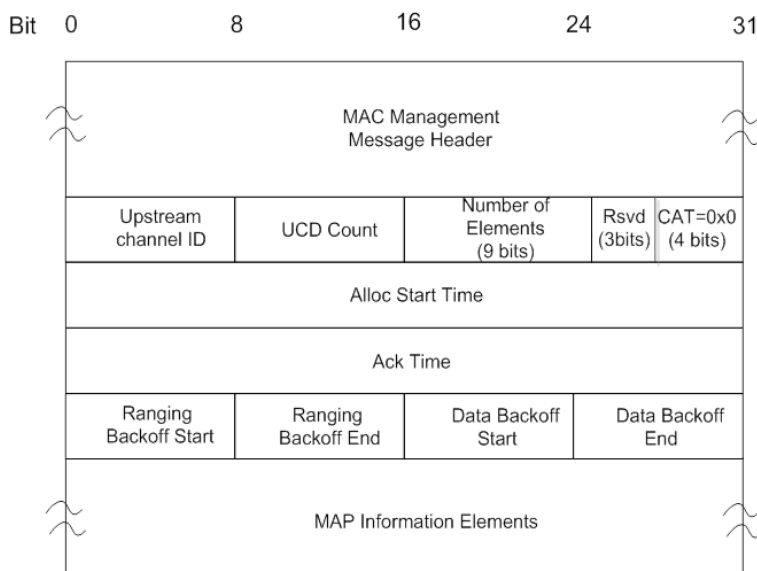 Bit 0 8 16 24 31
MAC Management
Message Header
Upstream
channel ID
UCD Count
Number of
Elements
(9 bits)
Rsvd
(3bits)
CAT=0x0
(4 bits)
Alloc Start Time
Ack Time
Ranging
Backoff Start
Ranging
Backoff End
Data Backoff
Start
Data Backoff
End
MAP Information Elements